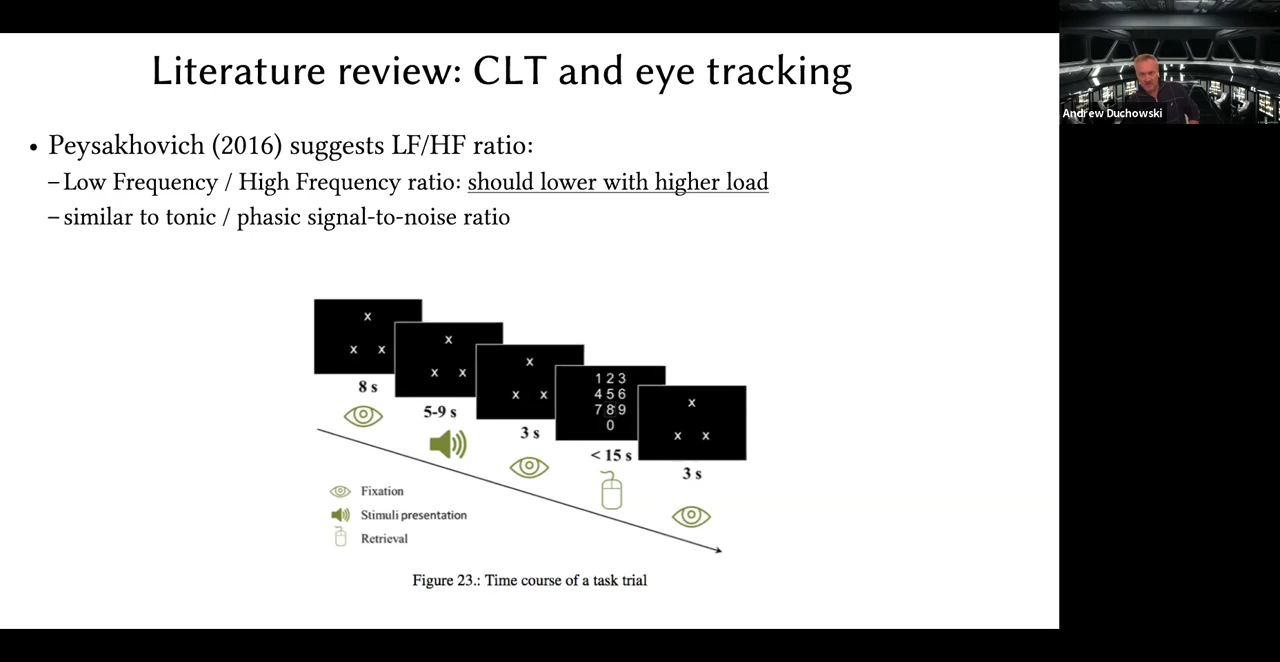 Literature review: CLT and eye tracking
Andrew Duchowski
• Peysakhovich (2016) suggests LF/HF ratio:
– Low Frequency / High Frequency ratio: should lower with higher load
– similar to tonic / phasic signal-to-noise ratio
x
x x
8 s
x
x x
5-9 s
x
x x
3 s
1 2 3
4 5 6
7 8 9
0
< 15 s
x
x x
3 s
Fixation
Stimuli presentation
Retrieval
Figure 23.: Time course of a task trial